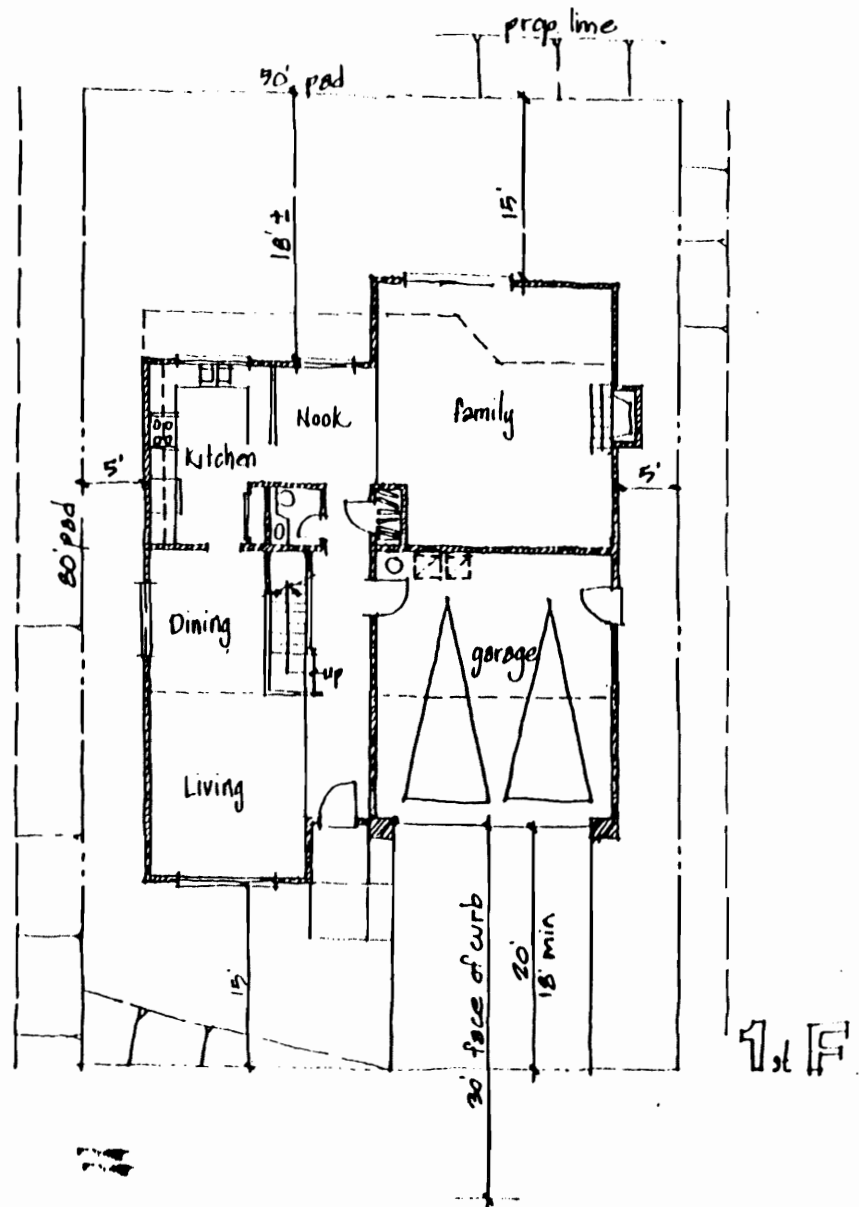 prop line
50' pad
18' ±
15'
Nook
family
Kitchen
5'
5'
80' pad
Dining
up
garage
Living
15'
30' face of curb
20'
18' min
1st F